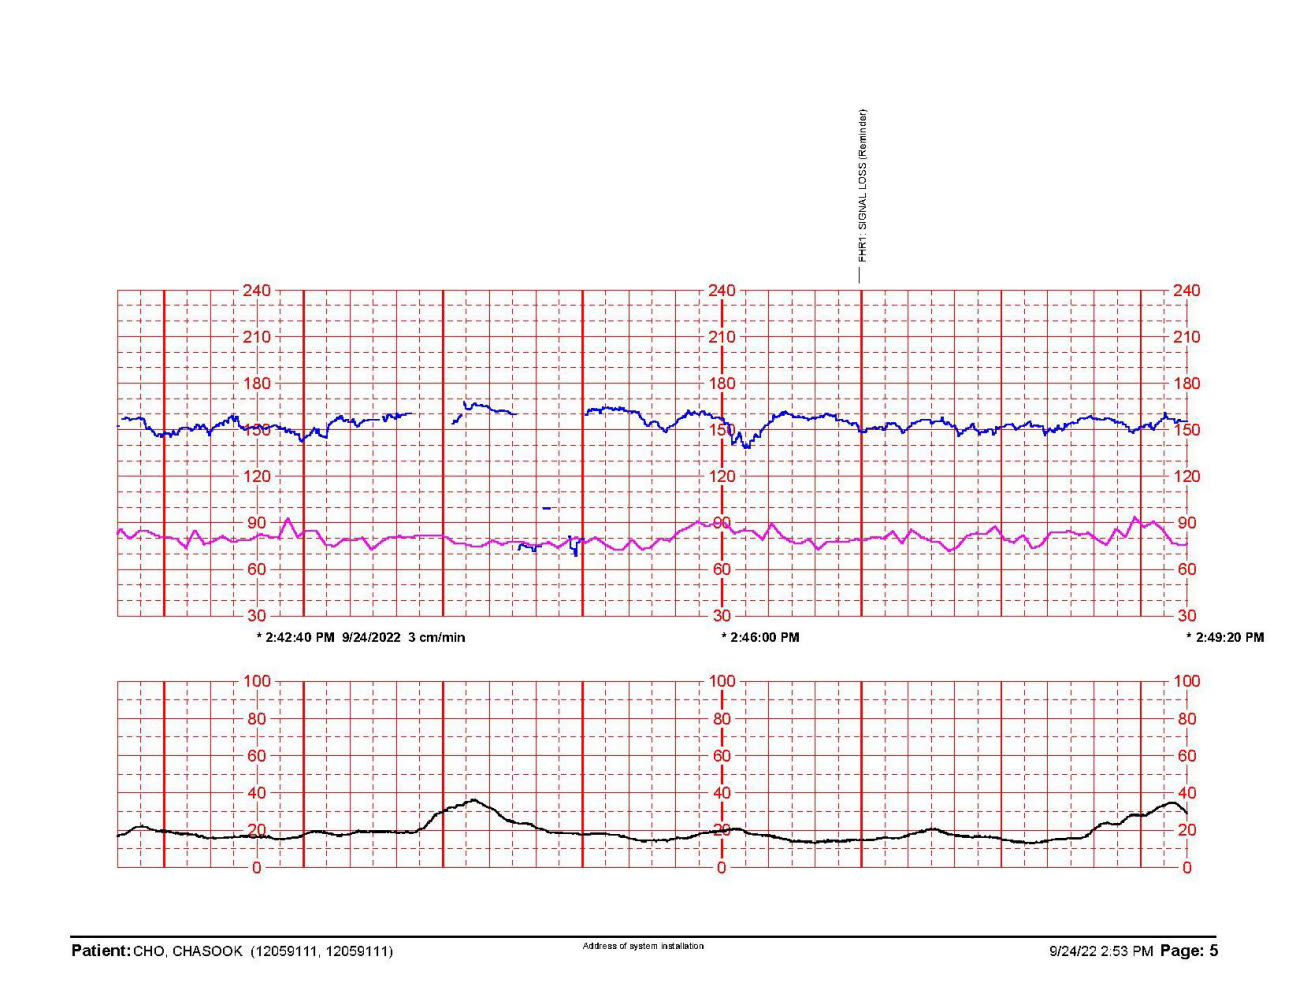 FHR1: SIGNAL LOSS (Reminder)
240 240 240
210 210 210
180 180 180
150 150 150
120 120 120
90 90 90
60 60 60
30 30 30
* 2:42:40 PM 9/24/2022 3 cm/min * 2:46:00 PM * 2:49:20 PM
100 100 100
80 80 80
60 60 60
40 40 40
20 20 20
0 0 0
Patient: CHO, CHASOOK (12059111, 12059111) Address of system installation 9/24/22 2:53 PM Page: 5